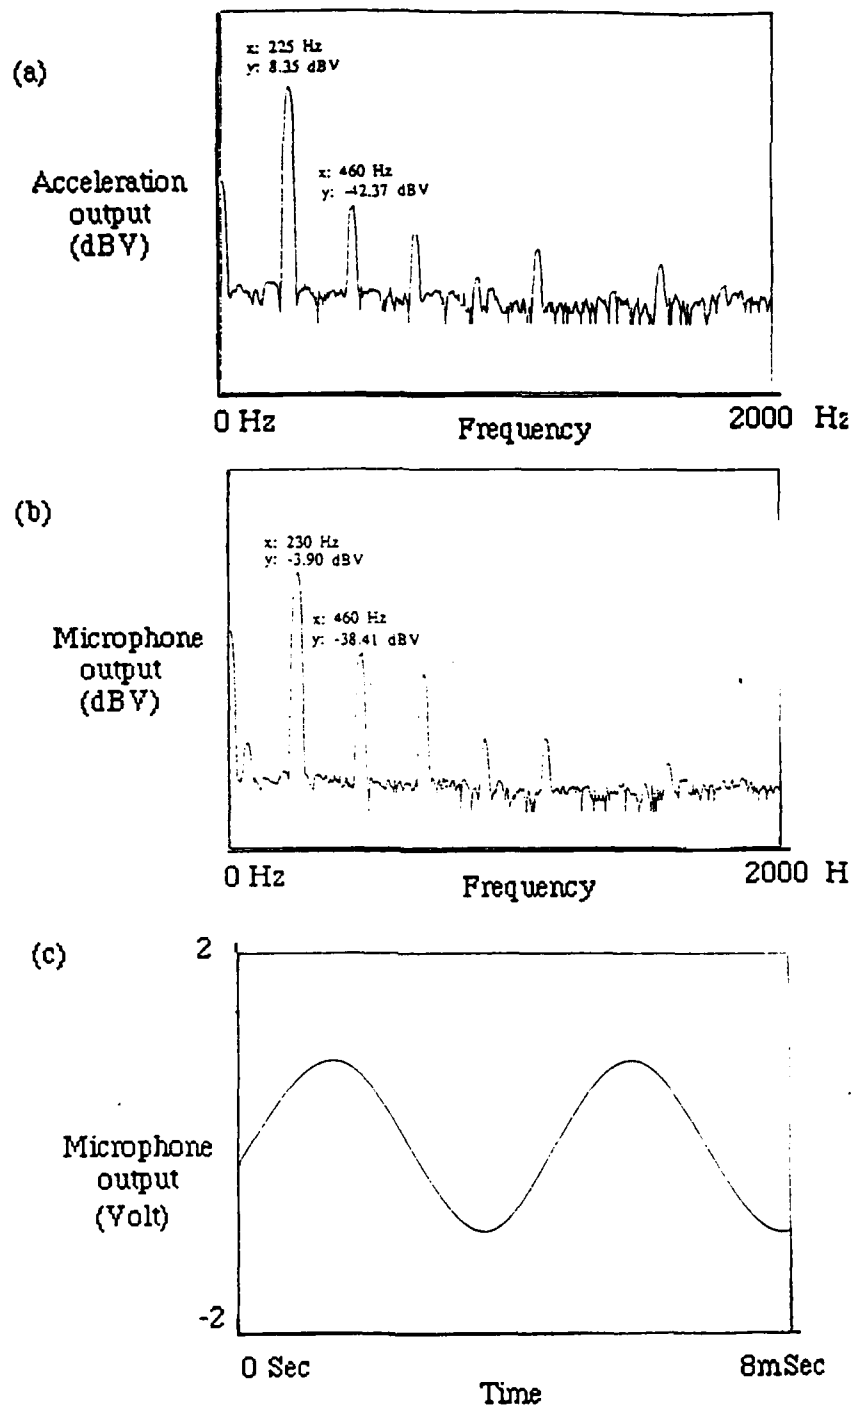 (a)
x: 225 Hz
y: 8.35 dBV
x: 460 Hz
y: -42.37 dBV
Acceleration
output
(dBV)
0 Hz
Frequency
2000 Hz
(b)
x: 230 Hz
y: -3.90 dBV
x: 460 Hz
y: -38.41 dBV
Microphone
output
(dBV)
0 Hz
Frequency
2000 H
(c)
2
Microphone
output
(Volt)
-2
0 Sec
Time
8mSec